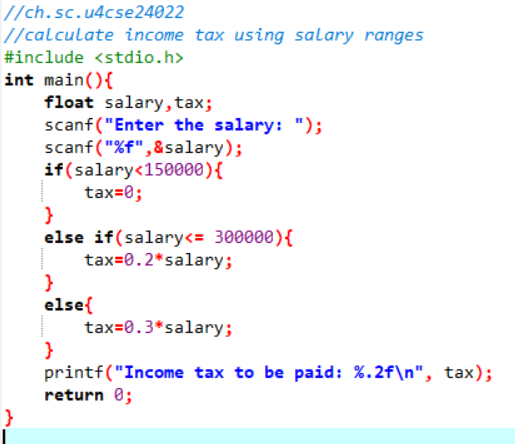 //ch.sc.u4cse24022
//calculate income tax using salary ranges
#include <stdio.h>
int main(){
    float salary,tax;
    scanf("Enter the salary: ");
    scanf("%f",&salary);
    if(salary<150000){
        tax=0;
    }
    else if(salary<= 300000){
        tax=0.2*salary;
    }
    else{
        tax=0.3*salary;
    }
    printf("Income tax to be paid: %.2f\n", tax);
    return 0;
}